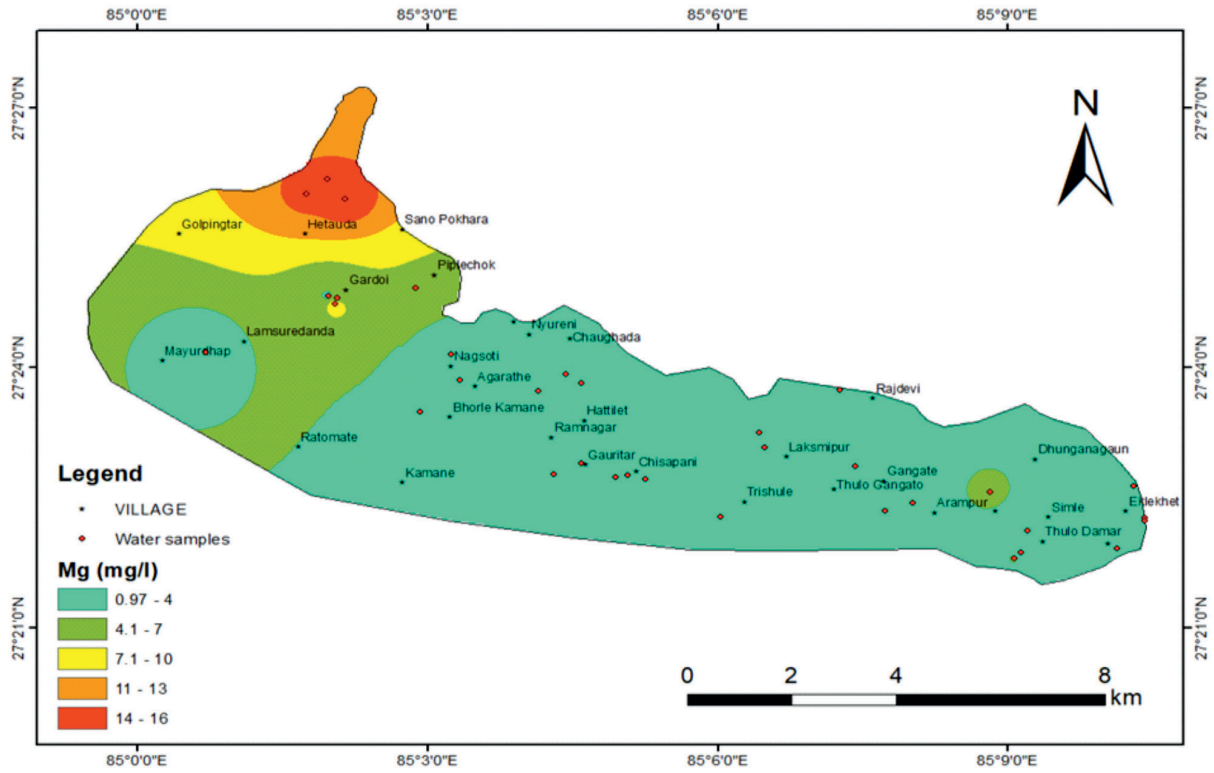 85°0'0"E 85°3'0"E 85°6'0"E 85°9'0"E
27°27'0"N 27°27'0"N
N
Golpingtar Hetauda Sano Pokhara
Piplechok
Gardoi
Nyureni
Lamsuredanda Chaughada
Mayurdhap Nagsoti
27°24'0"N 27°24'0"N
Agarathe Rajdevi
Bhorle Kamane Hattilet
Ratomate Ramnagar
Laksmipur Dhunganagaun
Gauritar Chisapani
Kamane Gangate
Trishule Thulo Gangato
Arampur Simle Eklekhet
Thulo Damar
Legend
VILLAGE
Water samples
Mg (mg/l)
0.97 - 4
4.1 - 7
7.1 - 10
11 - 13
14 - 16
27°21'0"N 27°21'0"N
0 2 4 8
km
85°0'0"E 85°3'0"E 85°6'0"E 85°9'0"E